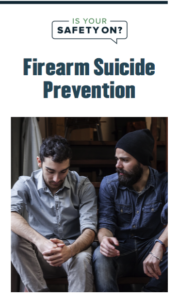 IS YOUR
SAFETY ON?
Firearm Suicide
Prevention